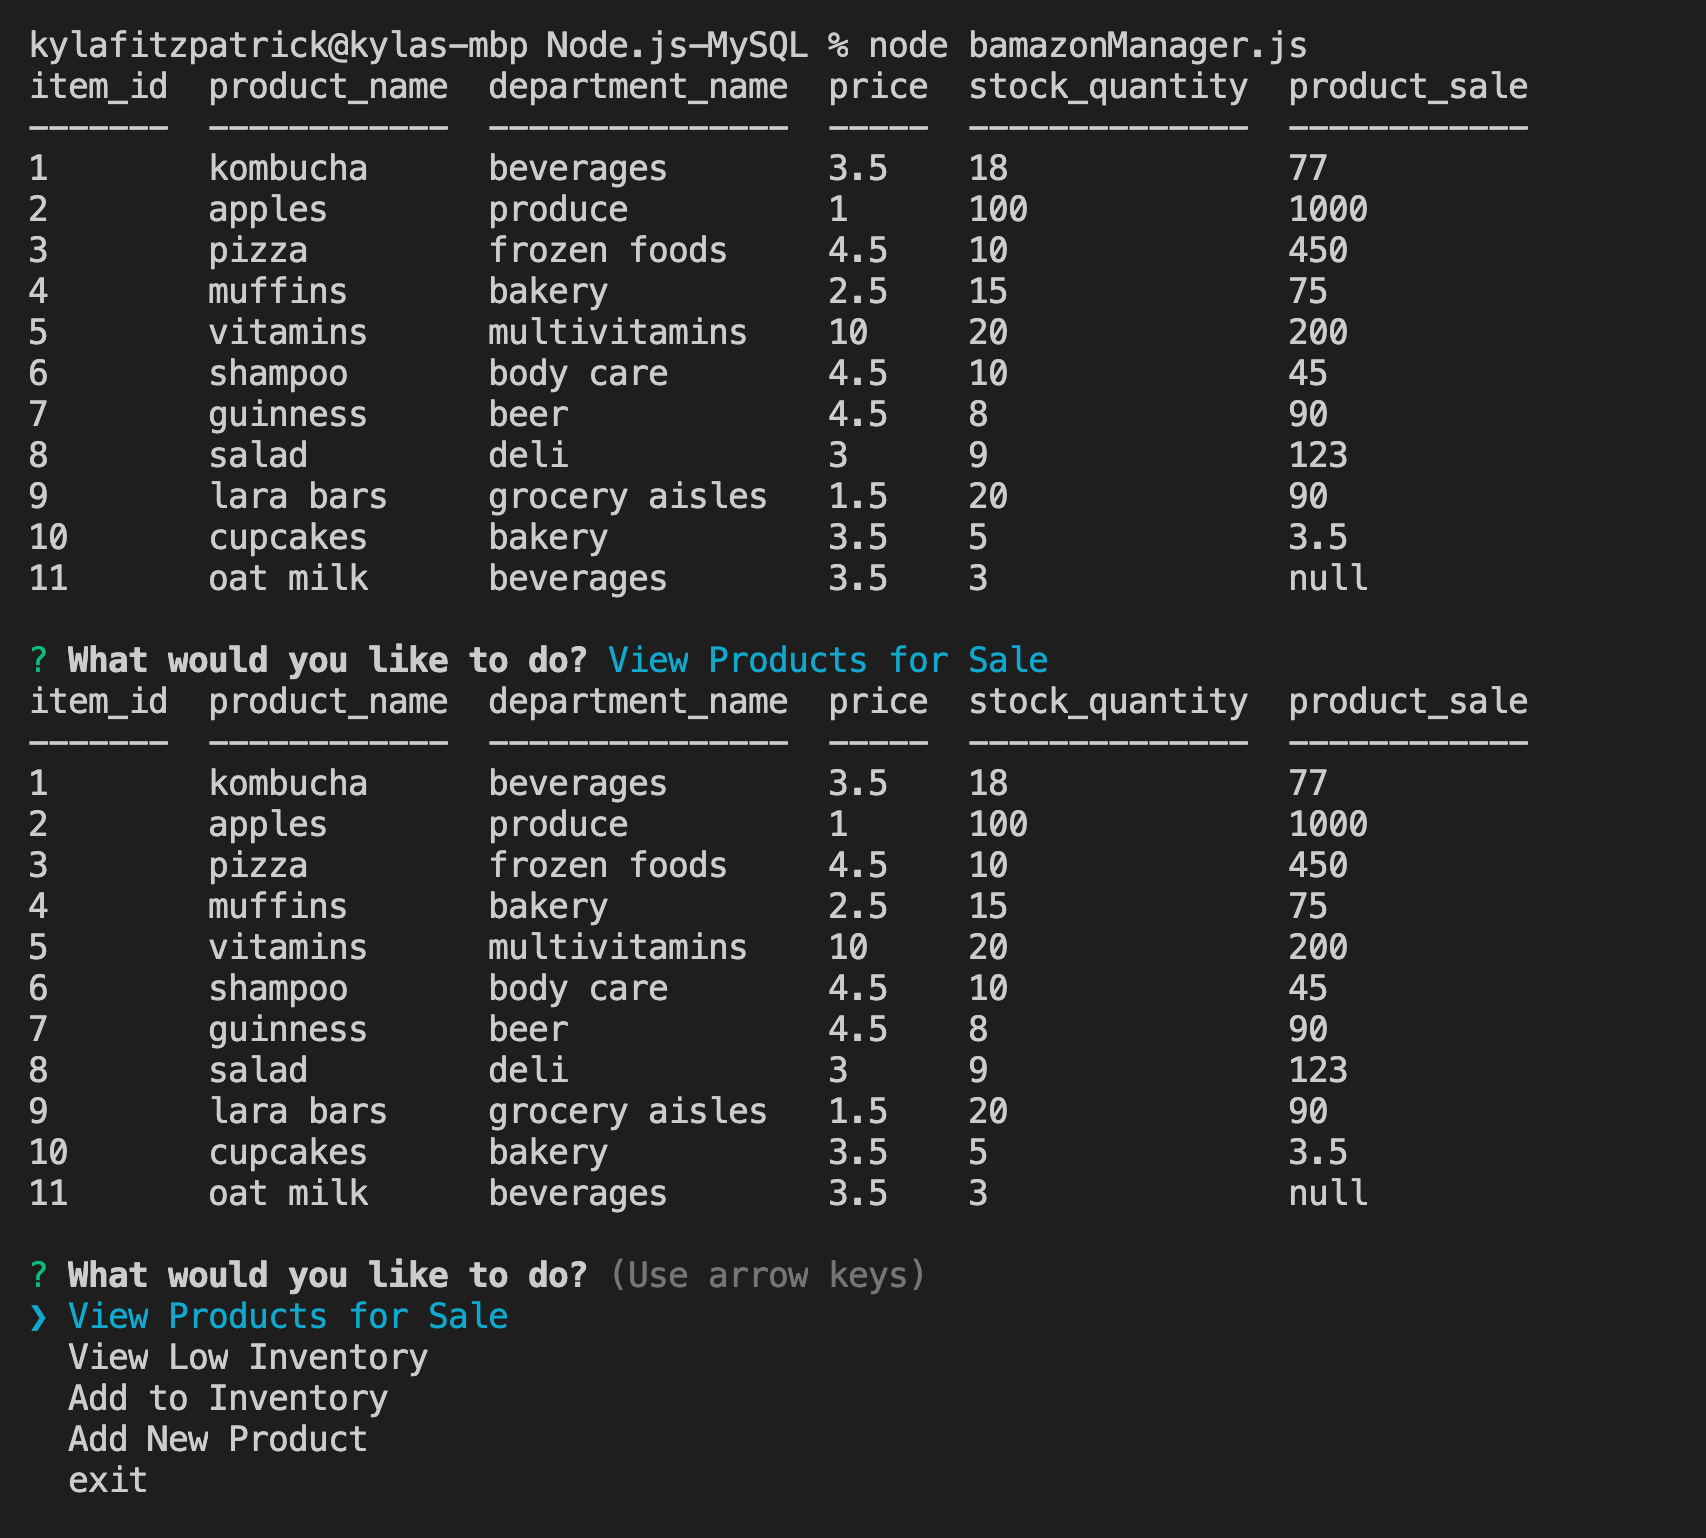 kylafitzpatrick@kylas-mbp Node.js-MySQL % node bamazonManager.js
item_id  product_name  department_name  price  stock_quantity  product_sale
-------  ------------  ---------------  -----  --------------  ------------
1        kombucha      beverages        3.5    18              77
2        apples        produce          1      100             1000
3        pizza         frozen foods     4.5    10              450
4        muffins       bakery           2.5    15              75
5        vitamins      multivitamins    10     20              200
6        shampoo       body care        4.5    10              45
7        guinness      beer             4.5    8               90
8        salad         deli             3      9               123
9        lara bars     grocery aisles   1.5    20              90
10       cupcakes      bakery           3.5    5               3.5
11       oat milk      beverages        3.5    3               null

? What would you like to do? View Products for Sale
item_id  product_name  department_name  price  stock_quantity  product_sale
-------  ------------  ---------------  -----  --------------  ------------
1        kombucha      beverages        3.5    18              77
2        apples        produce          1      100             1000
3        pizza         frozen foods     4.5    10              450
4        muffins       bakery           2.5    15              75
5        vitamins      multivitamins    10     20              200
6        shampoo       body care        4.5    10              45
7        guinness      beer             4.5    8               90
8        salad         deli             3      9               123
9        lara bars     grocery aisles   1.5    20              90
10       cupcakes      bakery           3.5    5               3.5
11       oat milk      beverages        3.5    3               null

? What would you like to do? (Use arrow keys)
❯ View Products for Sale
  View Low Inventory
  Add to Inventory
  Add New Product
  exit